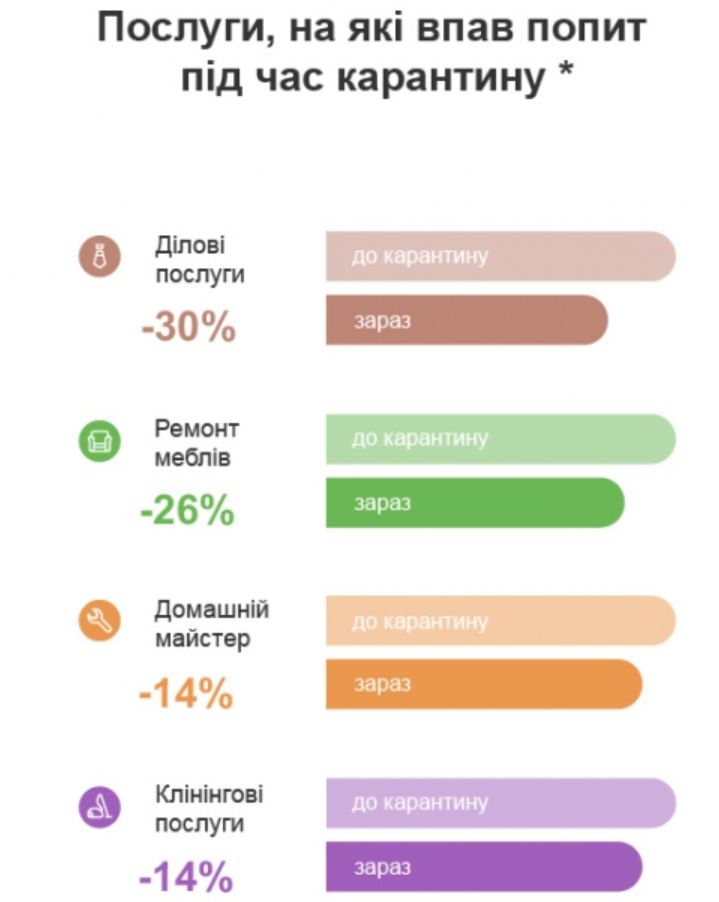 Послуги, на які впав попит
під час карантину *
Ділові
послуги
-30%
до карантину
зараз
Ремонт
меблів
-26%
до карантину
зараз
Домашній
майстер
-14%
до карантину
зараз
Клінінгові
послуги
-14%
до карантину
зараз